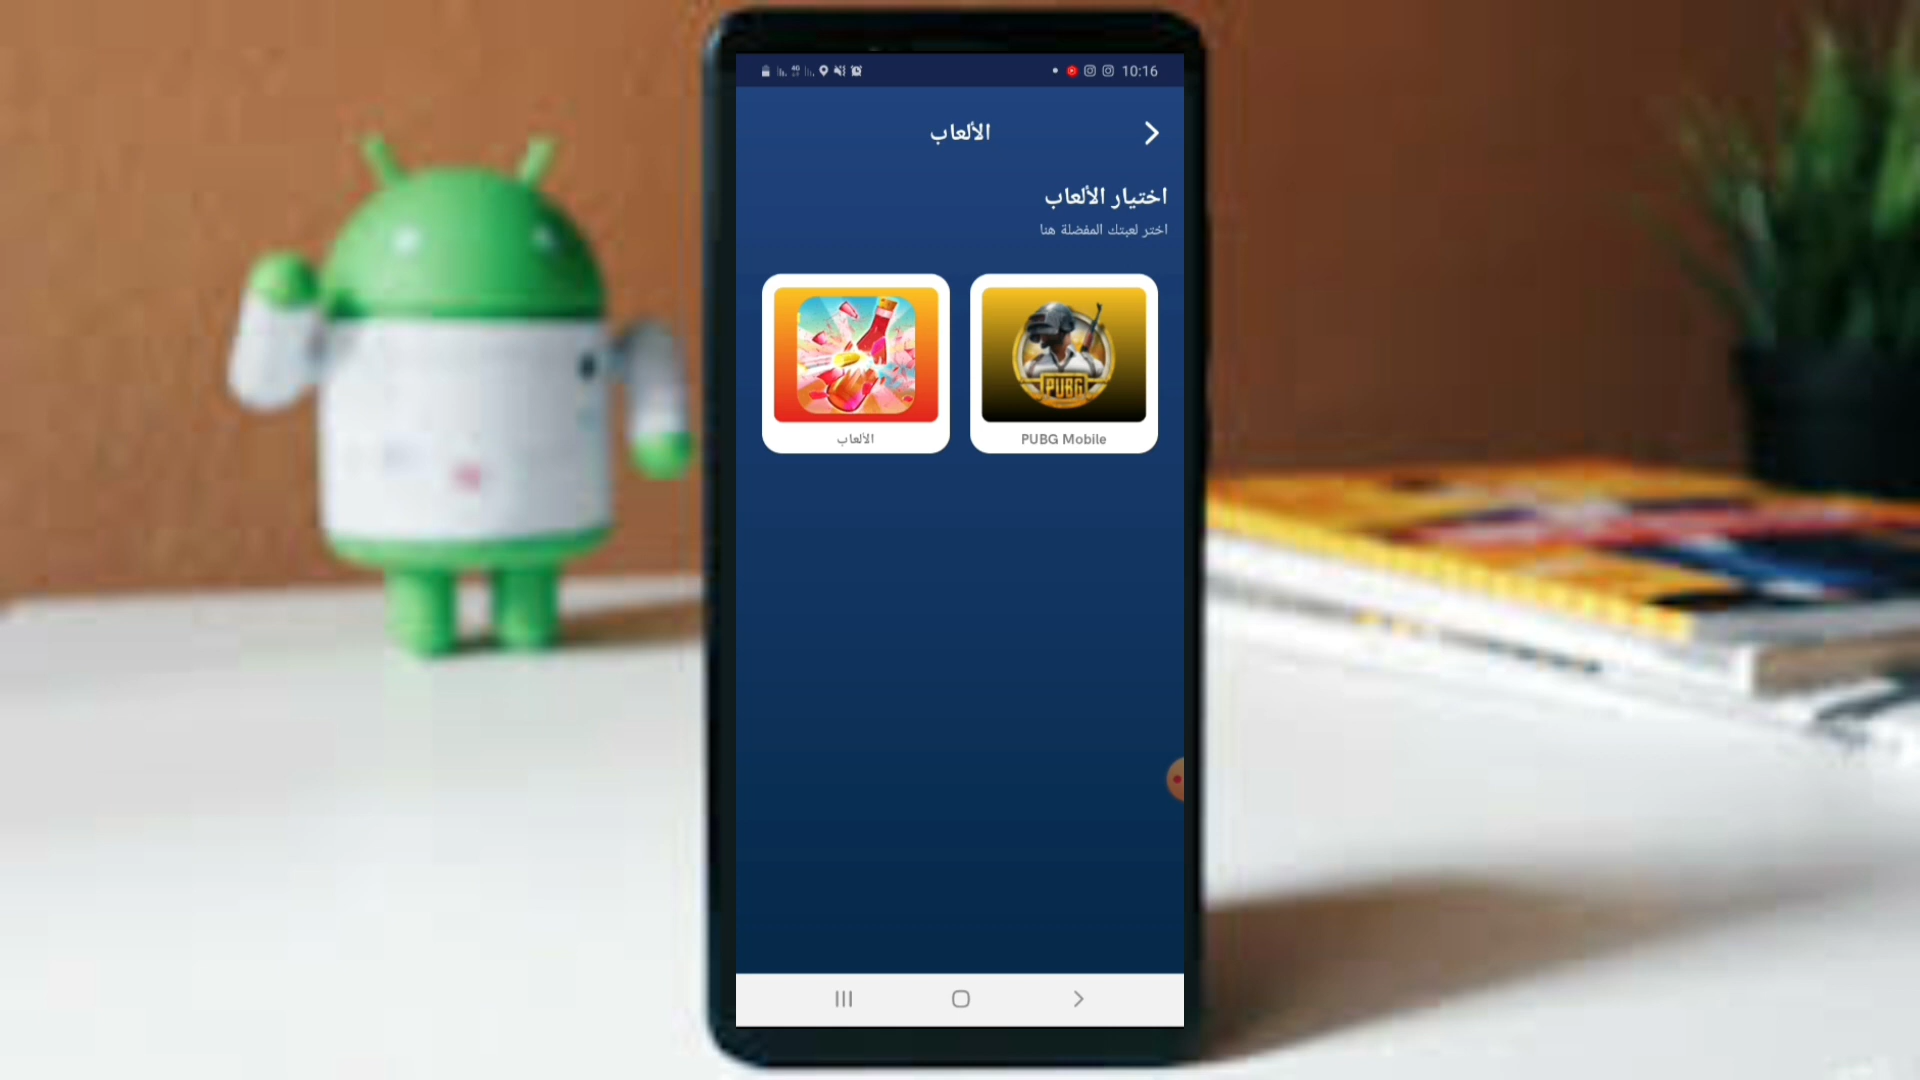 10:16
الألعاب
اختيار الألعاب
اختر لعبتك المفضلة هنا
PUBG
PUBG Mobile
الألعاب